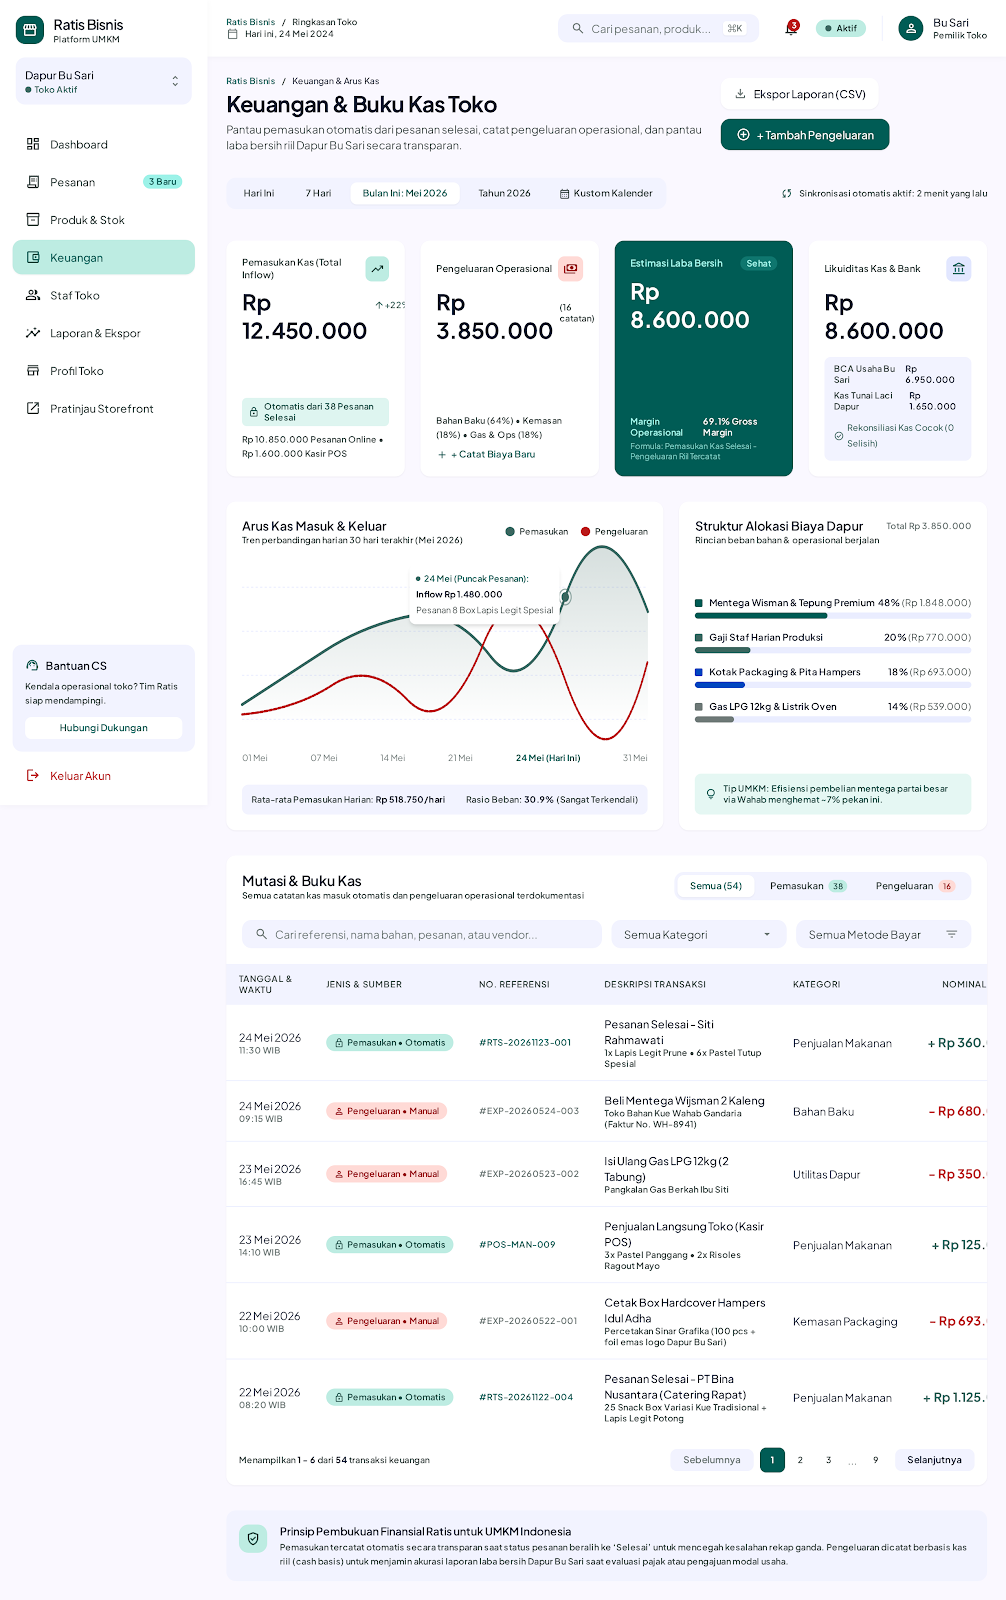 Ratis Bisnis
Platform UMKM
Dapur Bu Sari
Toko Aktif
Dashboard
Pesanan
3 Baru
Produk & Stok
Keuangan
Staf Toko
Laporan & Ekspor
Profil Toko
Pratinjau Storefront
Bantuan CS
Kendala operasional toko? Tim Ratis
siap mendampingi.
Hubungi Dukungan
Keluar Akun
Ratis Bisnis / Ringkasan Toko
Hari ini, 24 Mei 2024
Cari pesanan, produk...
⌘K
3
Aktif
Bu Sari
Pemilik Toko
Ratis Bisnis / Keuangan & Arus Kas
Keuangan & Buku Kas Toko
Pantau pemasukan otomatis dari pesanan selesai, catat pengeluaran operasional, dan pantau
laba bersih riil Dapur Bu Sari secara transparan.
Ekspor Laporan (CSV)
+ Tambah Pengeluaran
Hari Ini
7 Hari
Bulan Ini: Mei 2026
Tahun 2026
Kustom Kalender
Sinkronisasi otomatis aktif: 2 menit yang lalu
Pemasukan Kas (Total
Inflow)
Rp
12.450.000
+22%
Otomatis dari 38 Pesanan
Selesai
Rp 10.850.000 Pesanan Online •
Rp 1.600.000 Kasir POS
Pengeluaran Operasional
Rp
3.850.000
(16
catatan)
Bahan Baku (64%) • Kemasan
(18%) • Gas & Ops (18%)
+ Catat Biaya Baru
Estimasi Laba Bersih
Sehat
Rp
8.600.000
Margin
Operasional
69.1% Gross
Margin
Formula: Pemasukan Kas Selesai -
Pengeluaran Riil Tercatat
Likuiditas Kas & Bank
Rp
8.600.000
BCA Usaha Bu
Sari
Rp
6.950.000
Kas Tunai Laci
Dapur
Rp
1.650.000
Rekonsiliasi Kas Cocok (0
Selisih)
Arus Kas Masuk & Keluar
Tren perbandingan harian 30 hari terakhir (Mei 2026)
Pemasukan
Pengeluaran
24 Mei (Puncak Pesanan):
Inflow Rp 1.480.000
Pesanan 8 Box Lapis Legit Spesial
01 Mei
07 Mei
14 Mei
21 Mei
24 Mei (Hari Ini)
31 Mei
Rata-rata Pemasukan Harian: Rp 518.750/hari
Rasio Beban: 30.9% (Sangat Terkendali)
Struktur Alokasi Biaya Dapur
Total Rp 3.850.000
Rincian beban bahan & operasional berjalan
Mentega Wisman & Tepung Premium 48% (Rp 1.848.000)
Gaji Staf Harian Produksi 20% (Rp 770.000)
Kotak Packaging & Pita Hampers 18% (Rp 693.000)
Gas LPG 12kg & Listrik Oven 14% (Rp 539.000)
Tip UMKM: Efisiensi pembelian mentega partai besar
via Wahab menghemat ~7% pekan ini.
Mutasi & Buku Kas
Semua catatan kas masuk otomatis dan pengeluaran operasional terdokumentasi
Semua (54)
Pemasukan 38
Pengeluaran 16
Cari referensi, nama bahan, pesanan, atau vendor...
Semua Kategori
Semua Metode Bayar
TANGGAL &
WAKTU
JENIS & SUMBER
NO. REFERENSI
DESKRIPSI TRANSAKSI
KATEGORI
NOMINAL
24 Mei 2026
11:30 WIB
Pemasukan • Otomatis
#RTS-20261123-001
Pesanan Selesai - Siti
Rahmawati
1x Lapis Legit Prune • 6x Pastel Tutup
Spesial
Penjualan Makanan
+ Rp 360.
24 Mei 2026
09:15 WIB
Pengeluaran • Manual
#EXP-20260524-003
Beli Mentega Wijsman 2 Kaleng
Toko Bahan Kue Wahab Gandaria
(Faktur No. WH-8941)
Bahan Baku
- Rp 680.
23 Mei 2026
16:45 WIB
Pengeluaran • Manual
#EXP-20260523-002
Isi Ulang Gas LPG 12kg (2
Tabung)
Pangkalan Gas Berkah Ibu Siti
Utilitas Dapur
- Rp 350.
23 Mei 2026
14:10 WIB
Pemasukan • Otomatis
#POS-MAN-009
Penjualan Langsung Toko (Kasir
POS)
3x Pastel Panggang • 2x Risoles
Ragout Mayo
Penjualan Makanan
+ Rp 125.
22 Mei 2026
10:00 WIB
Pengeluaran • Manual
#EXP-20260522-001
Cetak Box Hardcover Hampers
Idul Adha
Percetakan Sinar Grafika (100 pcs +
foil emas logo Dapur Bu Sari)
Kemasan Packaging
- Rp 693.
22 Mei 2026
08:20 WIB
Pemasukan • Otomatis
#RTS-20261122-004
Pesanan Selesai - PT Bina
Nusantara (Catering Rapat)
25 Snack Box Variasi Kue Tradisional +
Lapis Legit Potong
Penjualan Makanan
+ Rp 1.125.
Menampilkan 1 - 6 dari 54 transaksi keuangan
Sebelumnya
1
2
3
...
9
Selanjutnya
Prinsip Pembukuan Finansial Ratis untuk UMKM Indonesia
Pemasukan tercatat otomatis secara transparan saat status pesanan beralih ke 'Selesai' untuk mencegah kesalahan rekap ganda. Pengeluaran dicatat berbasis kas
riil (cash basis) untuk menjamin akurasi laporan laba bersih Dapur Bu Sari saat evaluasi pajak atau pengajuan modal usaha.